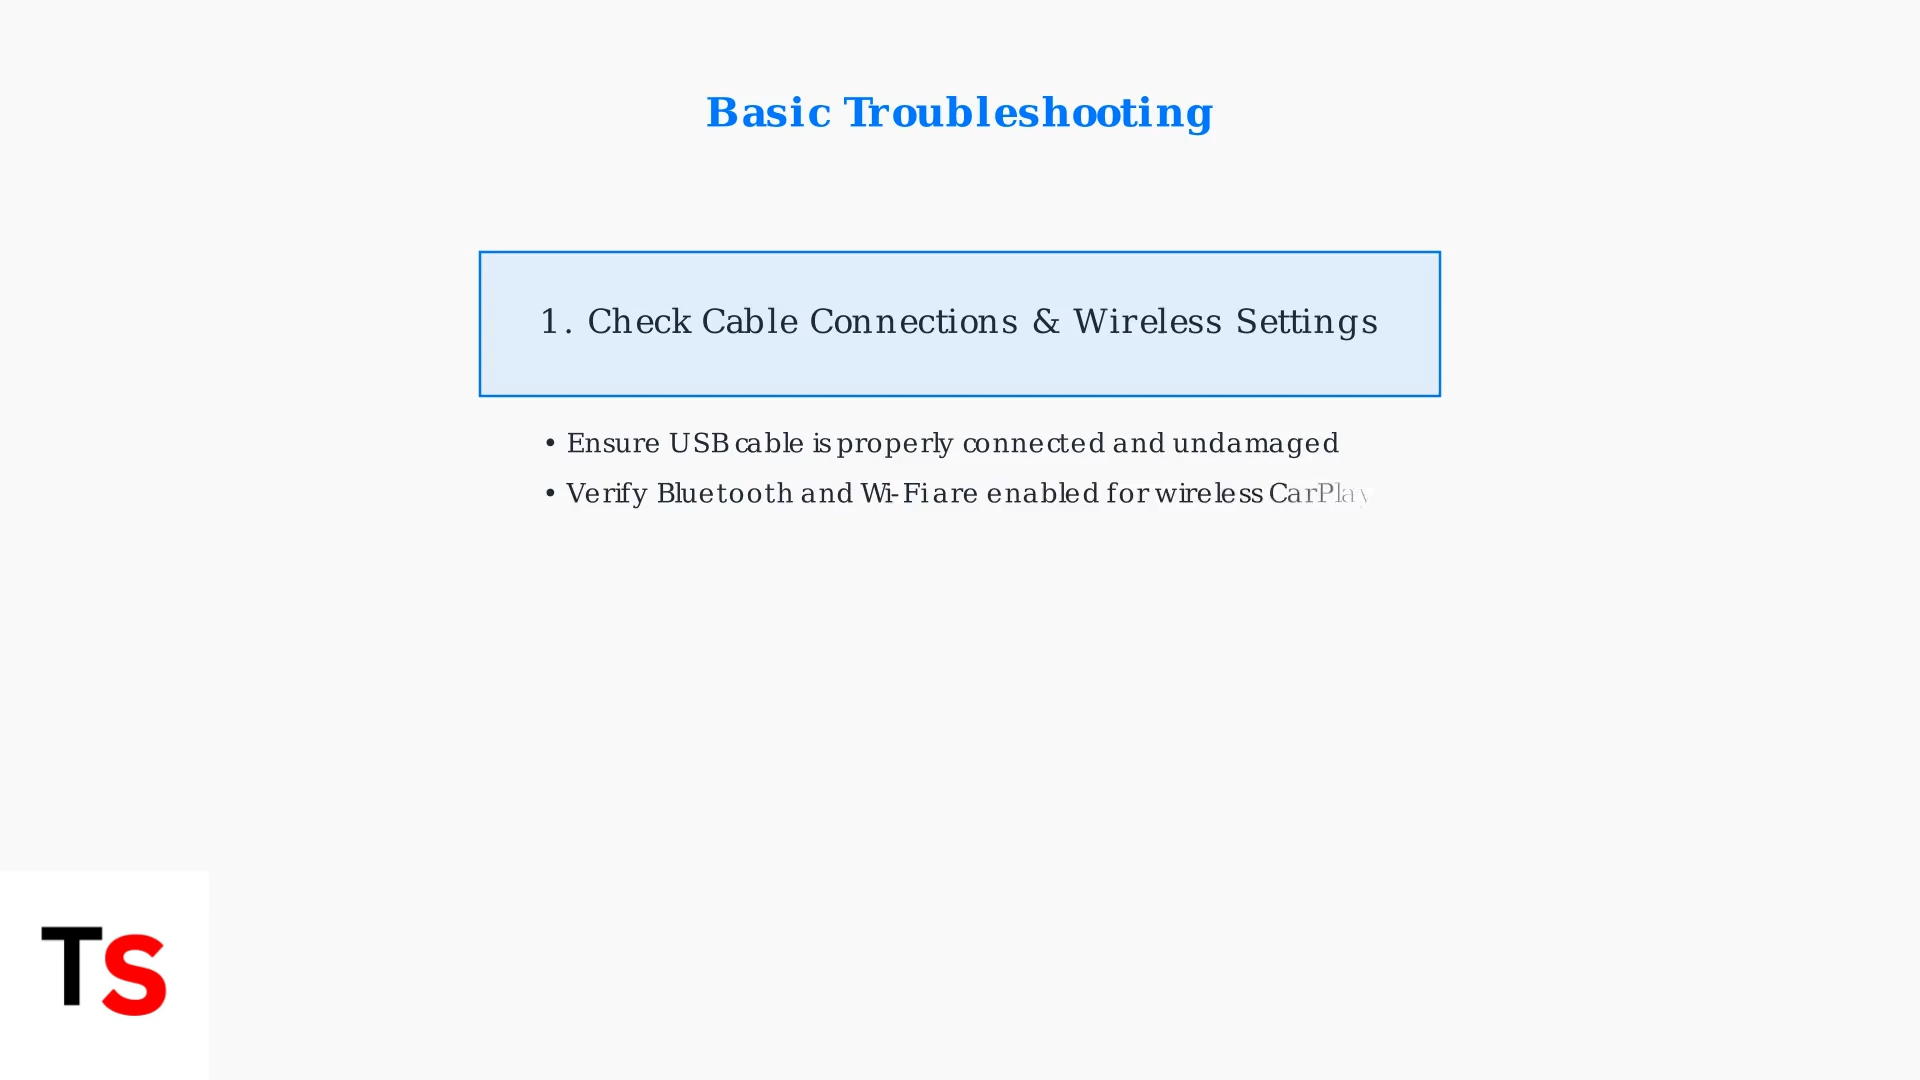 Basic Troubleshooting
1. Check Cable Connections & Wireless Settings
• Ensure USB cable is properly connected and undamaged
• Verify Bluetooth and Wi-Fi are enabled for wireless CarPlay
TS